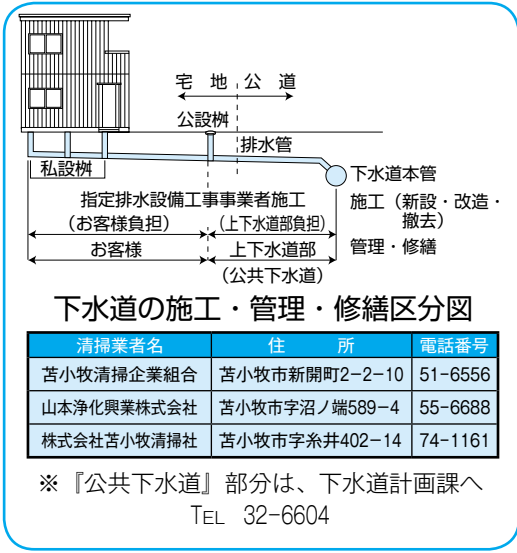 宅 地 公 道
公設桝
排水管
私設桝
下水道本管
指定排水設備工事事業者施工
施工(新設・改造・
撤去)
(お客様負担)
(上下水道部負担)
お客様
上下水道部
管理・修繕
(公共下水道)
下水道の施工・管理・修繕区分図
清掃業者名 住 所 電話番号
苫小牧清掃企業組合 苫小牧市新開町2-2-10 51-6556
山本浄化興業株式会社 苫小牧市字沼ノ端589-4 55-6688
株式会社苫小牧清掃社 苫小牧市字糸井402-14 74-1161
※『公共下水道』部分は、下水道計画課へ
TEL 32-6604